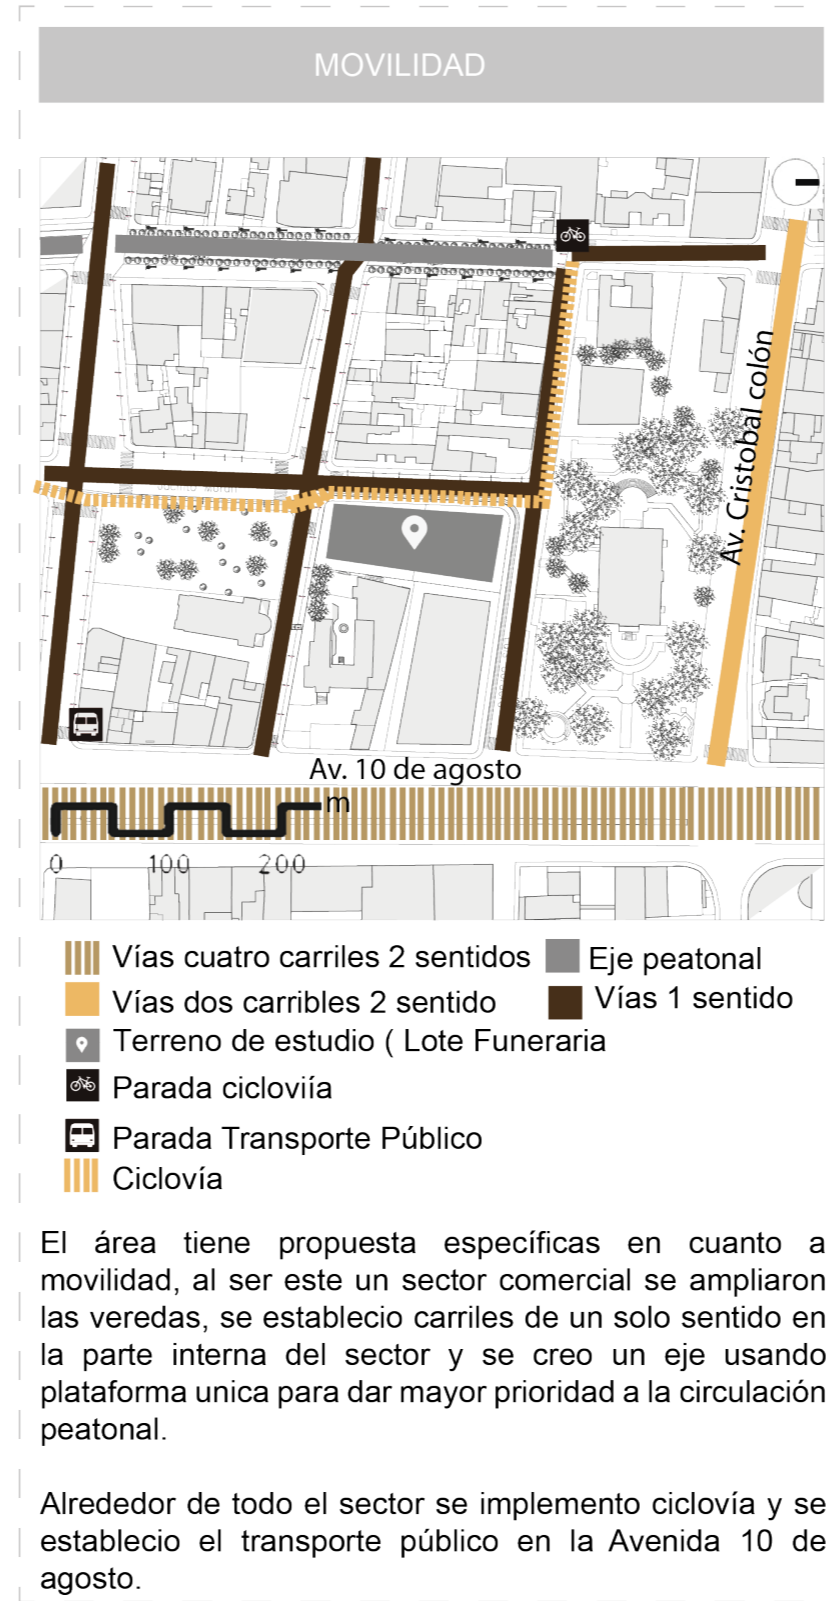 MOVILIDAD
Av. Cristobal colón
Av. 10 de agosto
m
0 100 200
Vías cuatro carriles 2 sentidos
Eje peatonal
Vías dos carribles 2 sentido
Vías 1 sentido
Terreno de estudio ( Lote Funeraria
Parada cicloviía
Parada Transporte Público
Ciclovía
El área tiene propuesta específicas en cuanto a
movilidad, al ser este un sector comercial se ampliaron
las veredas, se establecio carriles de un solo sentido en
la parte interna del sector y se creo un eje usando
plataforma unica para dar mayor prioridad a la circulación
peatonal.
Alrededor de todo el sector se implemento ciclovía y se
establecio el transporte público en la Avenida 10 de
agosto.